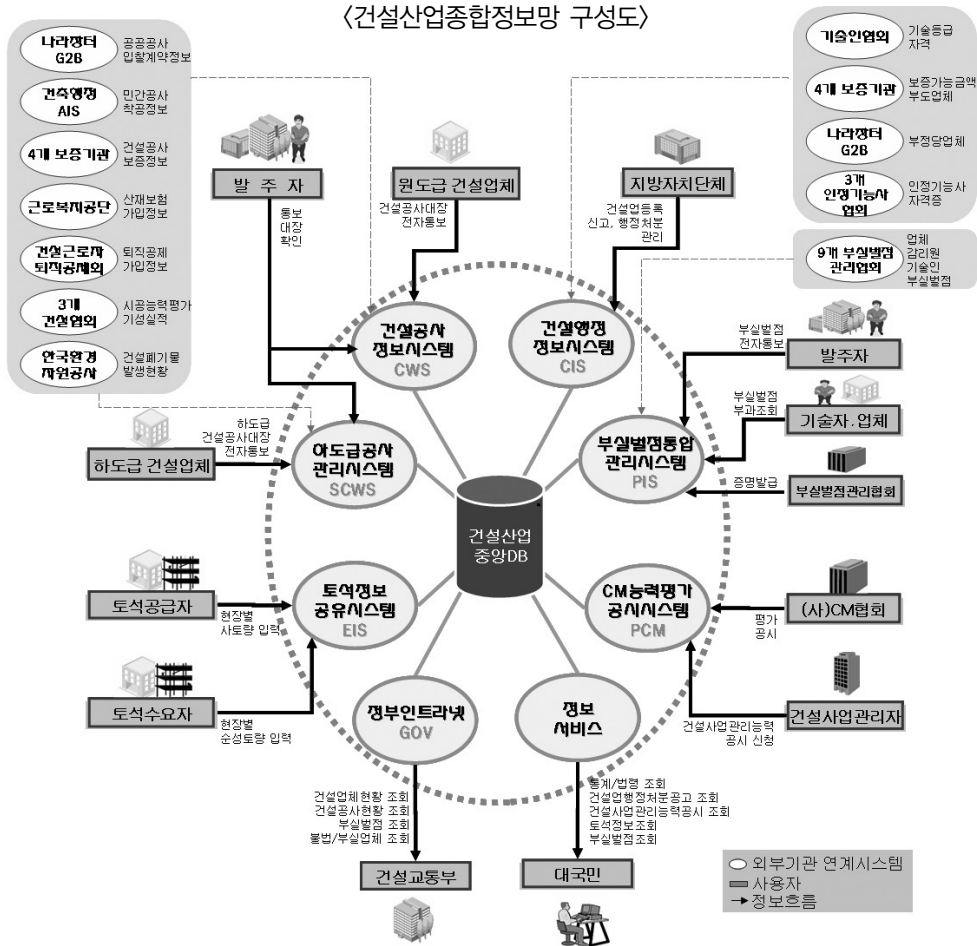 〈건설산업종합정보망 구성도〉
나라장터
G2B
공공공사
입찰계약정보
건축행정
AIS
민간공사
착공정보
4개 보증기관
건설공사
보증정보
근로복지공단
산재보험
가입정보
건설근로자
퇴직공제회
퇴직공제
가입정보
3개
건설협회
시공능력평가
기성실적
한국환경
자원공사
건설폐기물
발생현황
기술인협회
기술등급
자격
4개 보증기관
보증가능금액
부도업체
나라장터
G2B
부정당업체
3개
인정기능사
협회
인정기능사
자격증
9개 부실벌점
관리협회
업체
감리원
기술인
부실벌점
발 주 자
통보
대장
확인
원도급 건설업체
건설공사대장
전자통보
지방자치단체
건설업등록
신고, 행정처분
관리
건설공사
정보시스템
CWS
건설행정
정보시스템
CIS
부실벌점
전자통보
발주자
부실벌점
부과조회
기술자.업체
하도급
건설공사대장
전자통보
하도급 건설업체
하도급공사
관리시스템
SCWS
부실벌점통합
관리시스템
PIS
증명발급
부실벌점관리협회
건설산업
중앙DB
토석공급자
현장별
사토량 입력
토석정보
공유시스템
EIS
CM능력평가
공시시스템
PCM
평가
공시
(사)CM협회
토석수요자
현장별
순성토량 입력
정부인트라넷
GOV
정보
서비스
건설사업관리능력
공시 신청
건설사업관리자
건설업체현황 조회
건설공사현황 조회
부실벌점 조회
불법/부실업체 조회
통계/법령 조회
건설업행정처분공고 조회
건설사업관리능력공시 조회
토석정보조회
부실벌점조회
건설교통부
대국민
외부기관 연계시스템
사용자
정보흐름